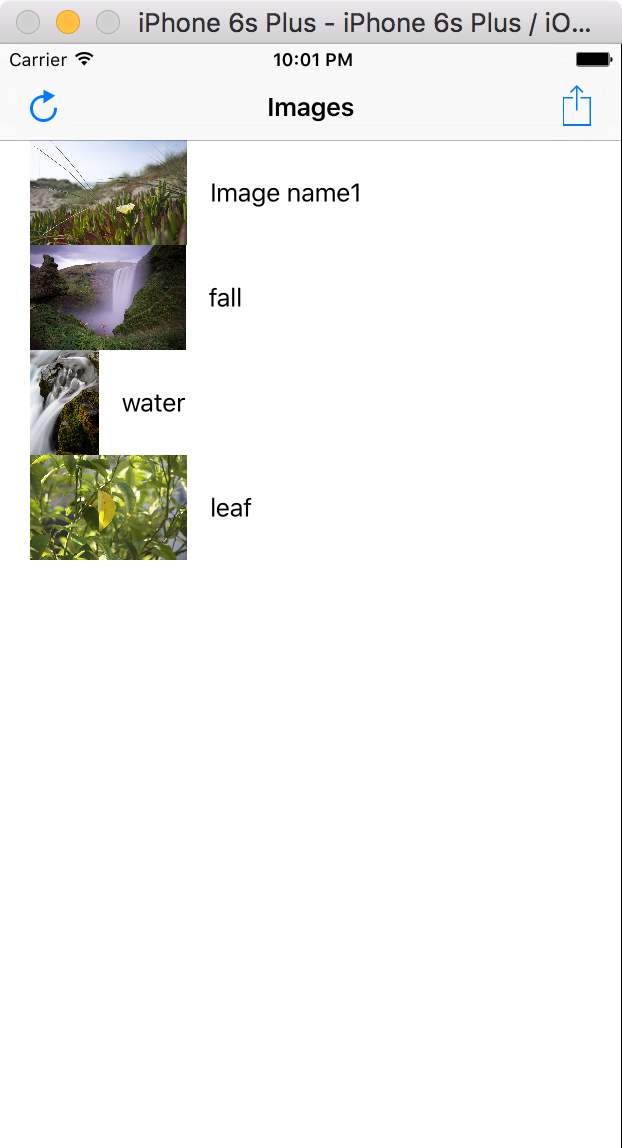 iPhone 6s Plus - iPhone 6s Plus / iO...
Carrier 10:01 PM
Images
Image name1
fall
water
leaf